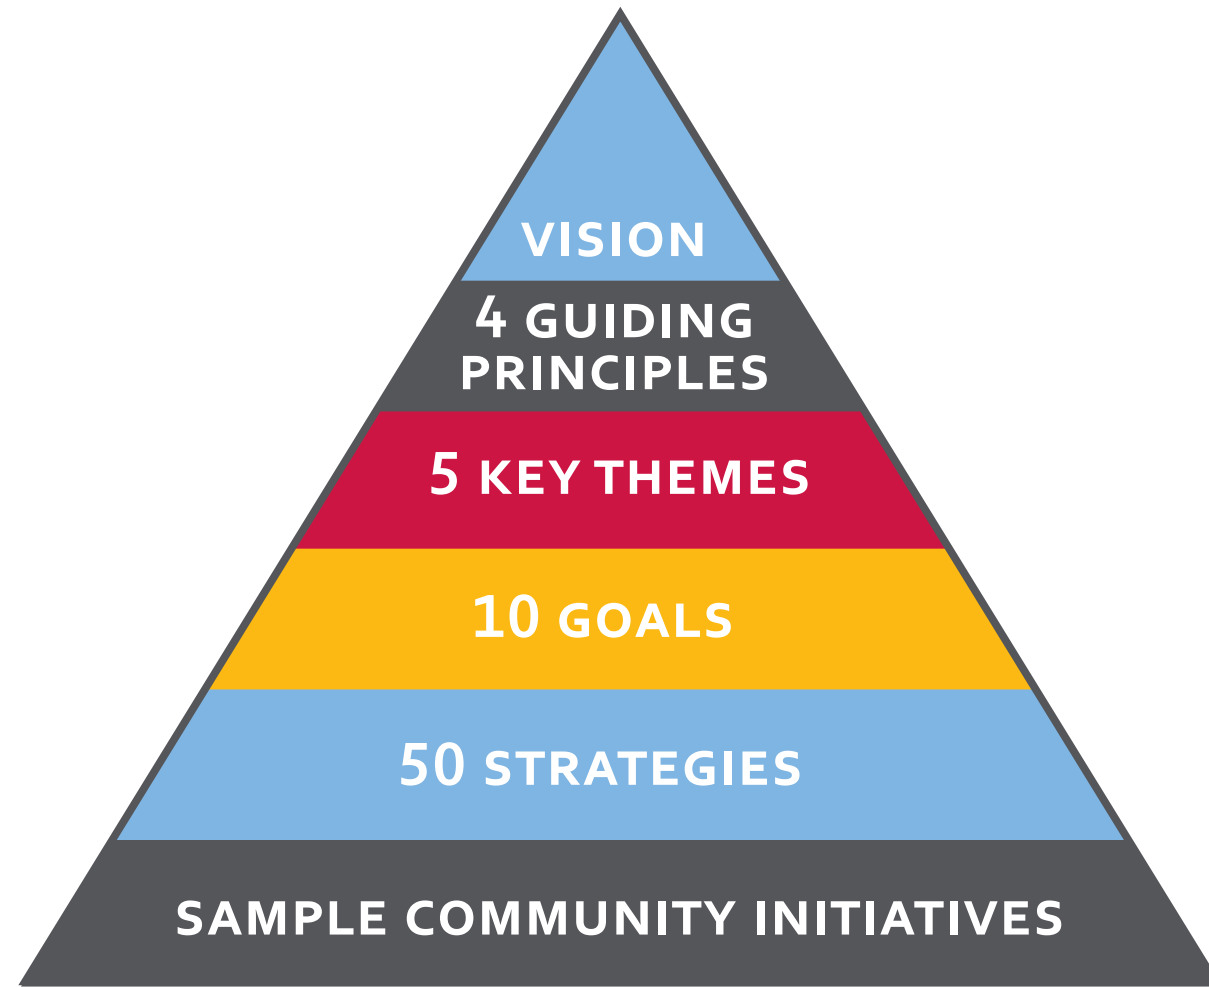 VISION
4 GUIDING
PRINCIPLES
5 KEY THEMES
10 GOALS
50 STRATEGIES
SAMPLE COMMUNITY INITIATIVES